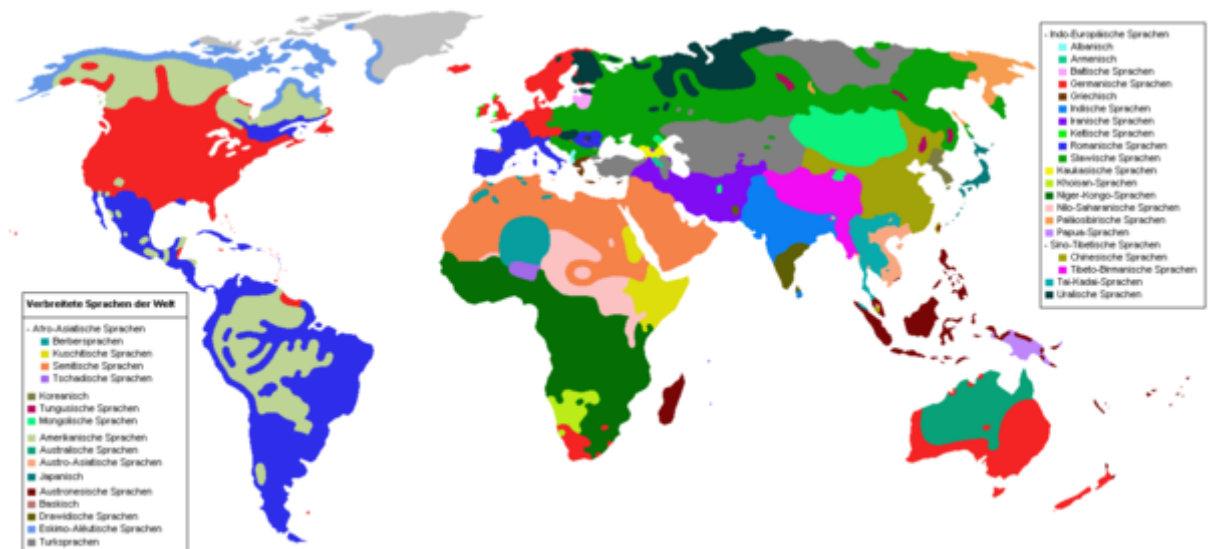 Verbreitete Sprachen der Welt
- Afro-Asiatische Sprachen
Berbersprachen
Kuschitische Sprachen
Semitische Sprachen
Tschadische Sprachen
Koreanisch
Tungusische Sprachen
Mongolische Sprachen
Amerikanische Sprachen
Australische Sprachen
Austro-Asiatische Sprachen
Japanisch
Austronesische Sprachen
Baskisch
Drawidische Sprachen
Eskimo-Aleutische Sprachen
Turksprachen
- Indo-Europäische Sprachen
Albanisch
Armenisch
Baltische Sprachen
Germanische Sprachen
Griechisch
Indische Sprachen
Iranische Sprachen
Keltische Sprachen
Romanische Sprachen
Slawische Sprachen
Kaukasische Sprachen
Khoisan-Sprachen
Niger-Kongo-Sprachen
Nilo-Saharanische Sprachen
Paläosibirische Sprachen
Papua-Sprachen
- Sino-Tibetische Sprachen
Chinesische Sprachen
Tibeto-Birmanische Sprachen
Tai-Kadai-Sprachen
Uralische Sprachen